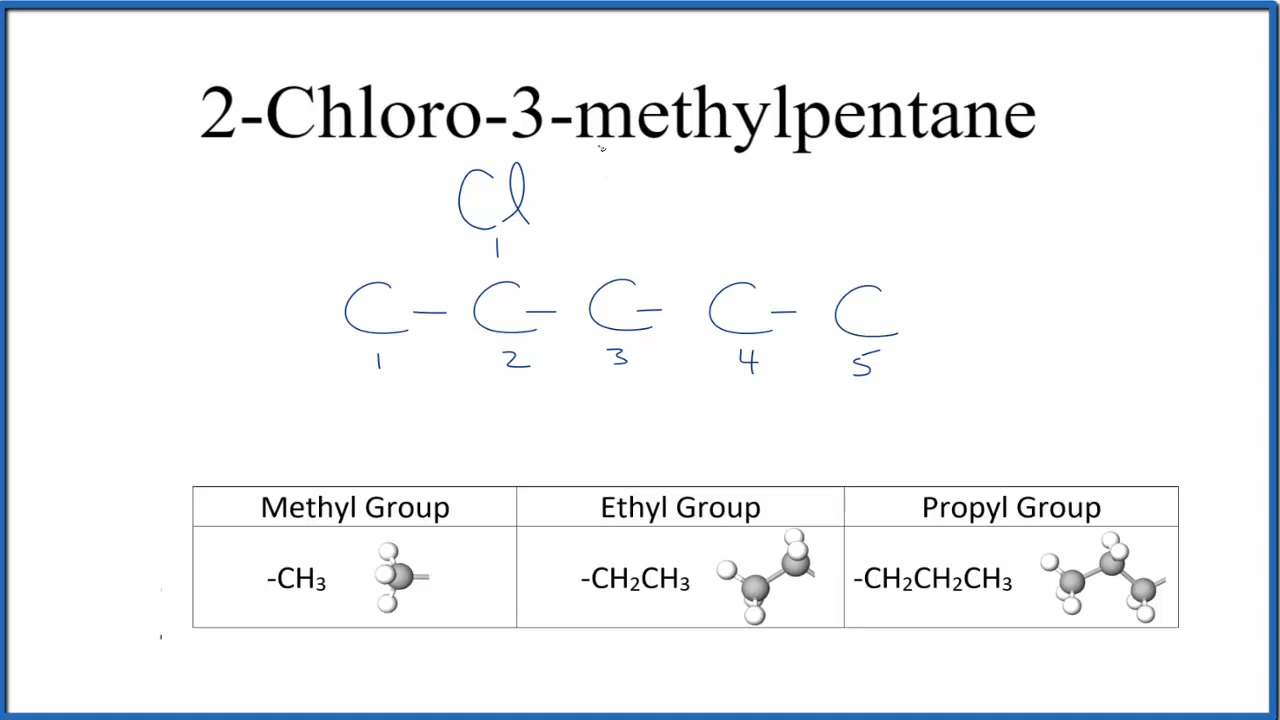 2-Chloro-3-methylpentane
Cl
C - C - C - C - C
1 2 3 4 5
Methyl Group Ethyl Group Propyl Group
-CH₃ -CH₂CH₃ -CH₂CH₂CH₃